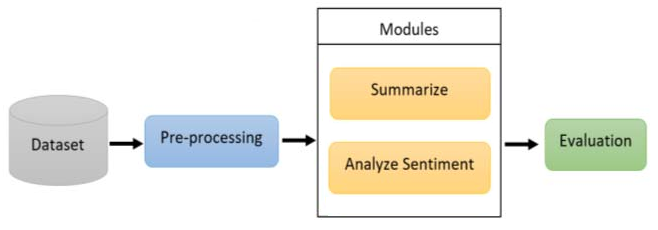 Modules
Summarize
Dataset
Pre-processing
Analyze Sentiment
Evaluation